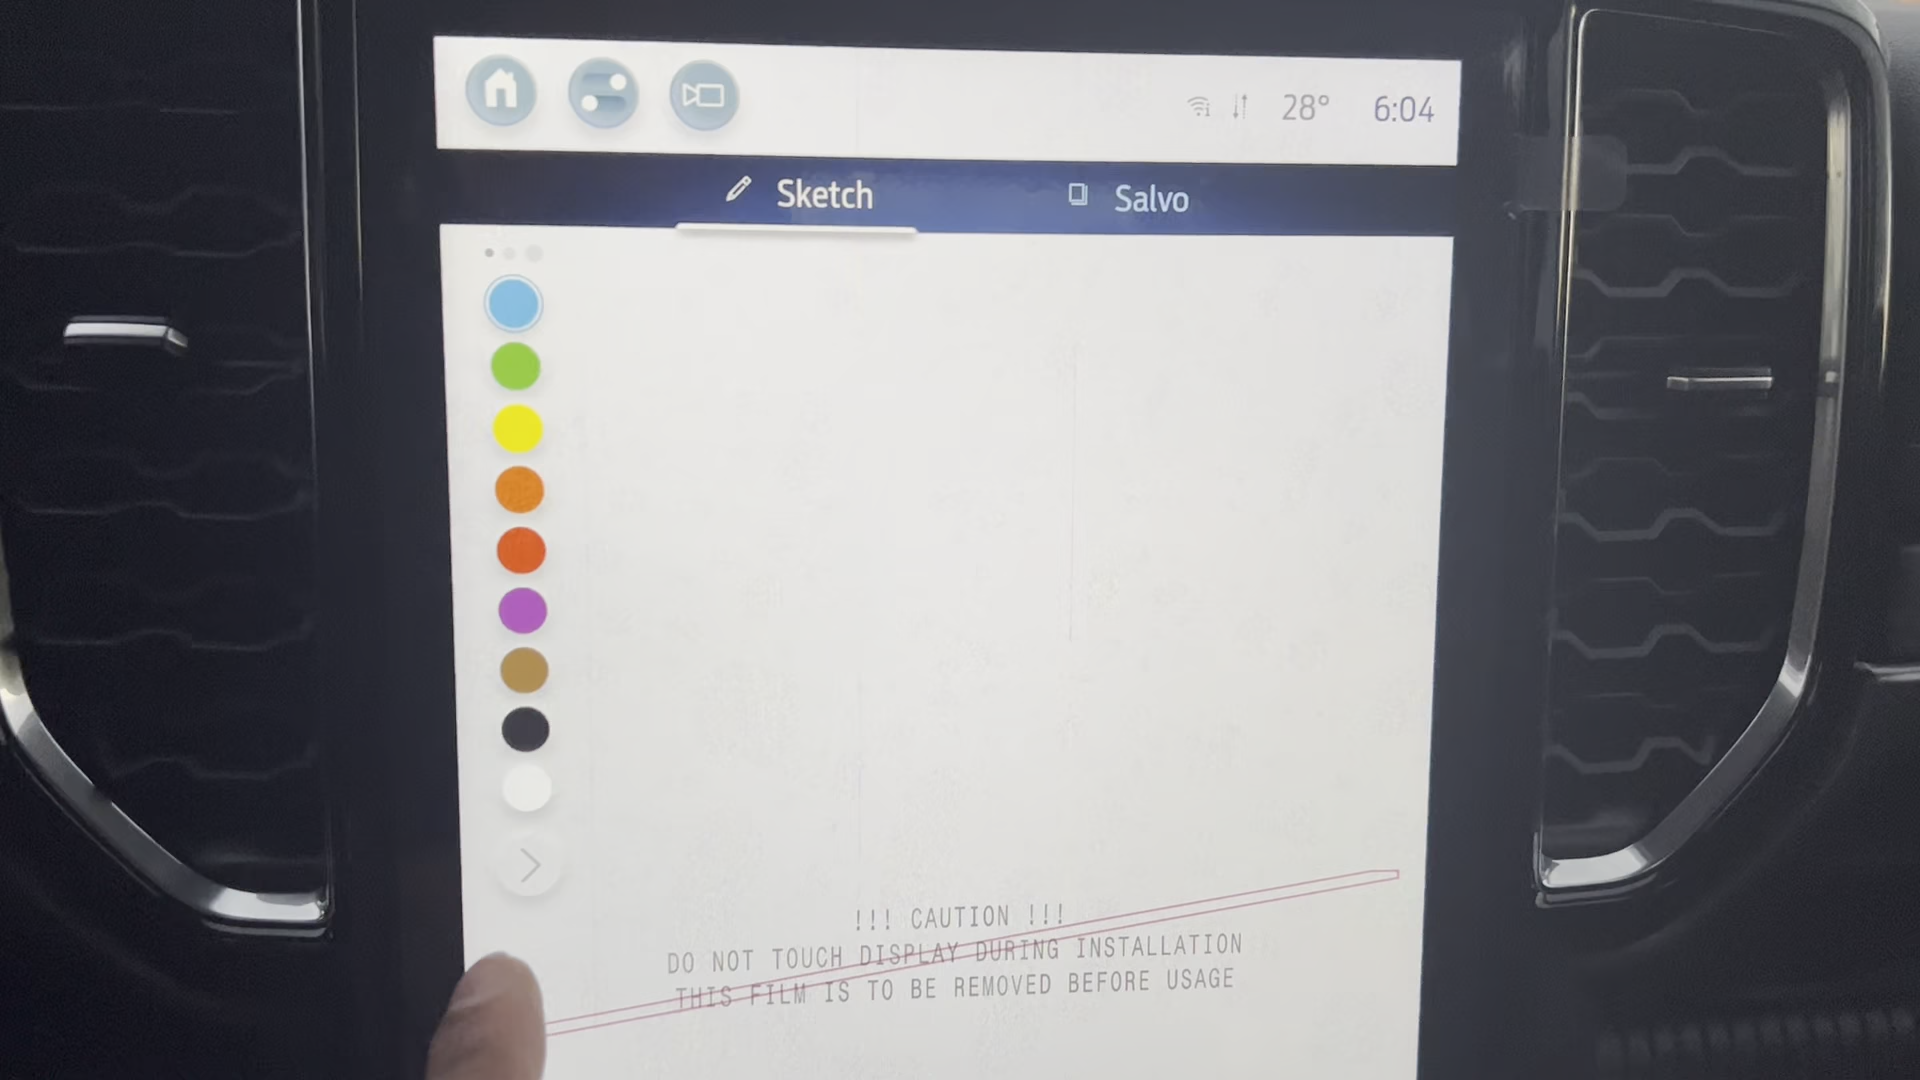 28° 6:04
Sketch Salvo
!!! CAUTION !!!
DO NOT TOUCH DISPLAY DURING INSTALLATION
THIS FILM IS TO BE REMOVED BEFORE USAGE